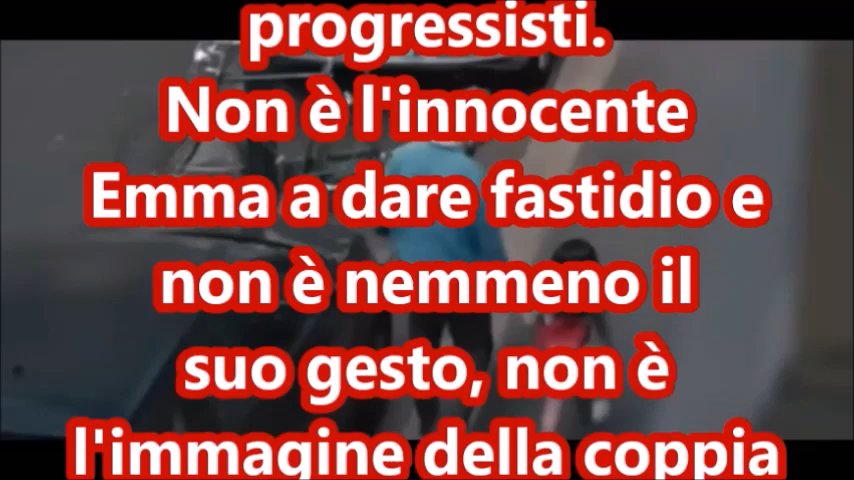 progressisti.
Non è l'innocente
Emma a dare fastidio e
non è nemmeno il
suo gesto, non è
l'immagine della coppia